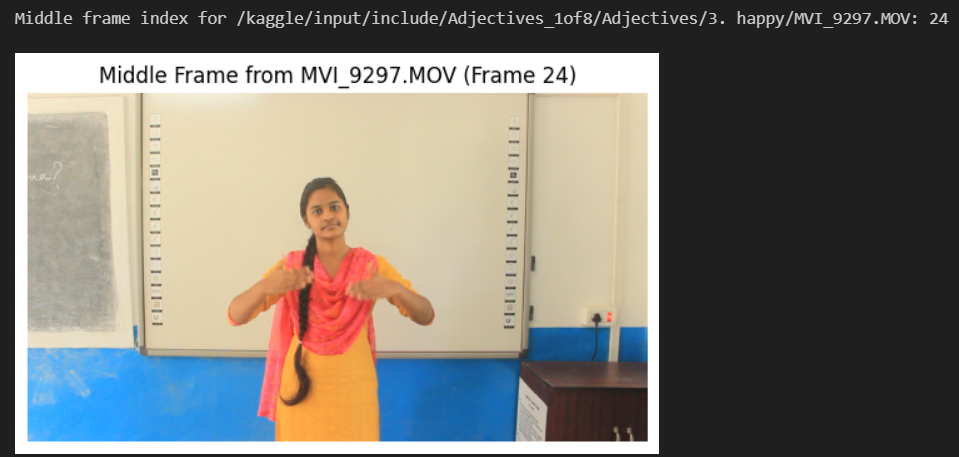 Middle frame index for /kaggle/input/include/Adjectives_1of8/Adjectives/3. happy/MVI_9297.MOV: 24
Middle Frame from MVI_9297.MOV (Frame 24)